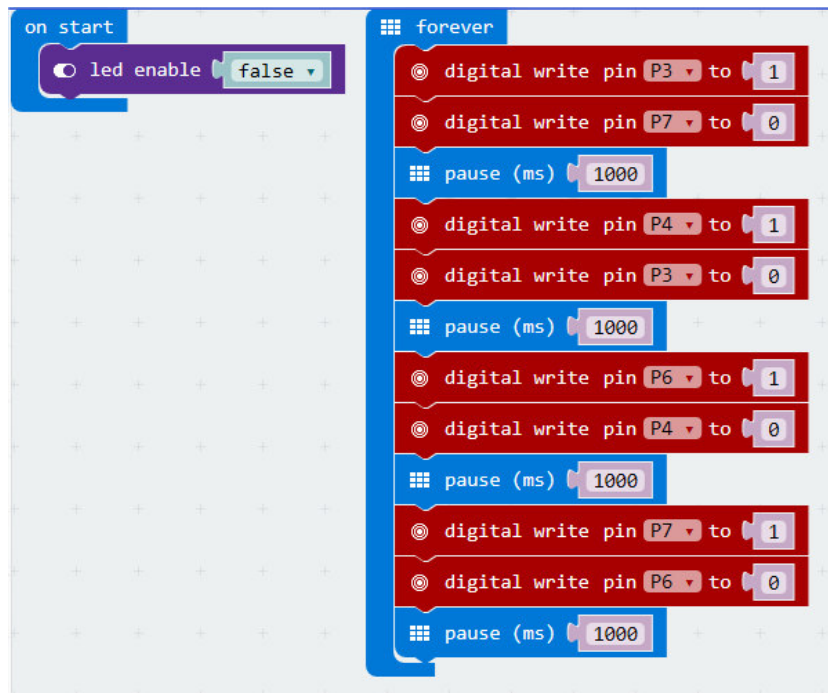 on start
led enable false
forever
digital write pin P3 to 1
digital write pin P7 to 0
pause (ms) 1000
digital write pin P4 to 1
digital write pin P3 to 0
pause (ms) 1000
digital write pin P6 to 1
digital write pin P4 to 0
pause (ms) 1000
digital write pin P7 to 1
digital write pin P6 to 0
pause (ms) 1000